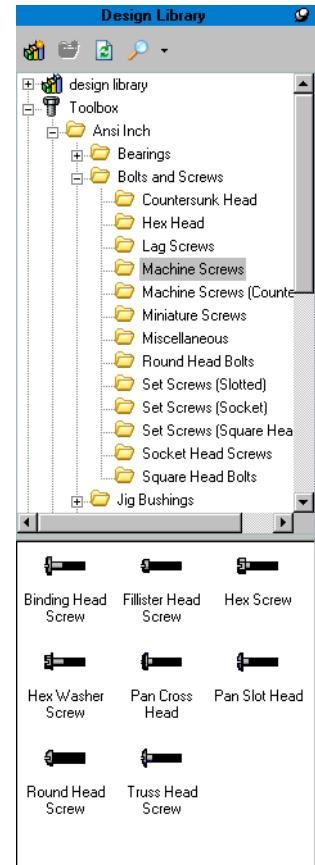 Design Library
design library
Toolbox
Ansi Inch
Bearings
Bolts and Screws
Countersunk Head
Hex Head
Lag Screws
Machine Screws
Machine Screws (Counte
Miniature Screws
Miscellaneous
Round Head Bolts
Set Screws (Slotted)
Set Screws (Socket)
Set Screws (Square Hea
Socket Head Screws
Square Head Bolts
Jig Bushings
Binding Head Screw
Fillister Head Screw
Hex Screw
Hex Washer Screw
Pan Cross Head
Pan Slot Head
Round Head Screw
Truss Head Screw